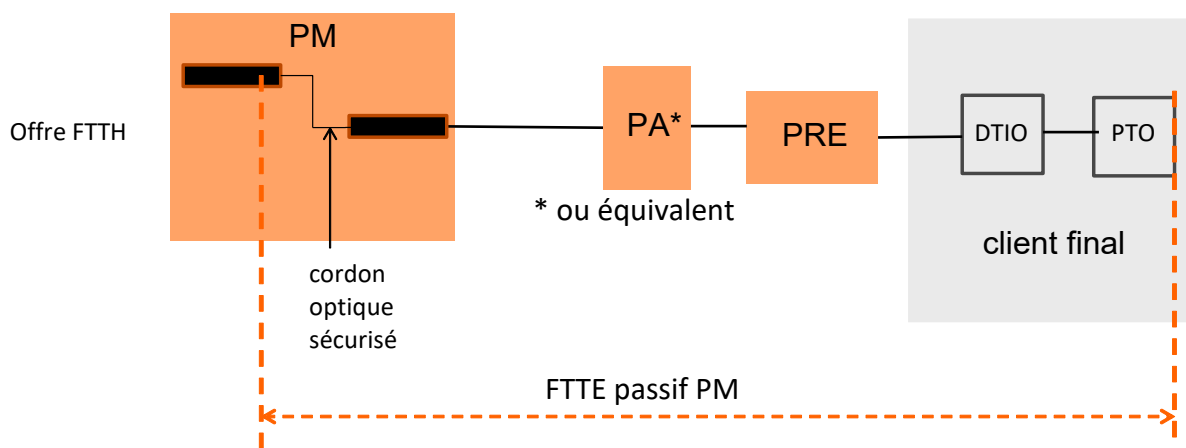 PM
Offre FTTH
PA*
PRE
DTIO
PTO
* ou équivalent
client final
cordon
optique
sécurisé
FTTE passif PM